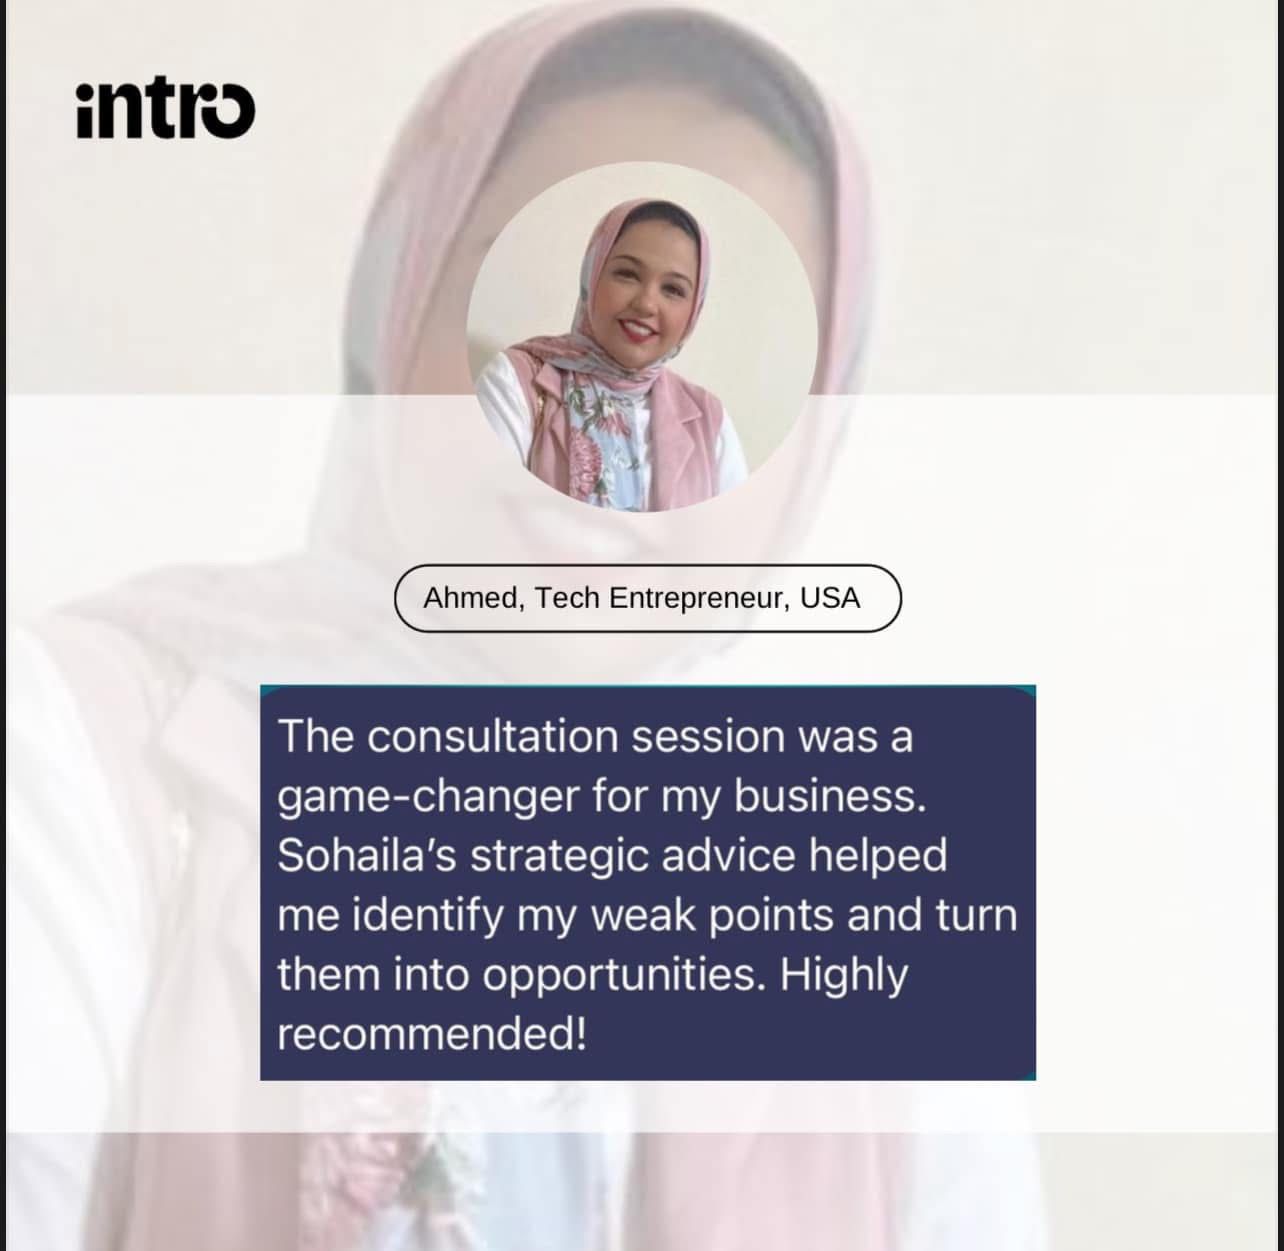 intro
Ahmed, Tech Entrepreneur, USA
The consultation session was a
game-changer for my business.
Sohaila’s strategic advice helped
me identify my weak points and turn
them into opportunities. Highly
recommended!